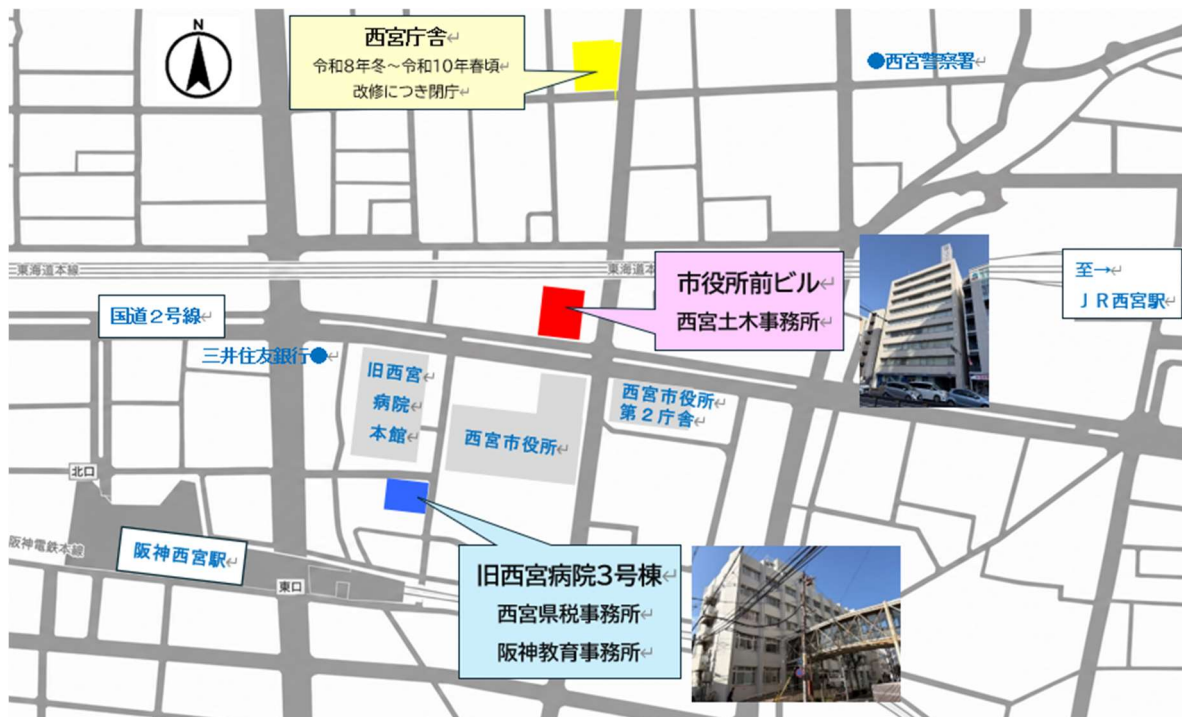 N
西宮庁舎↵
令和8年冬～令和10年春頃↵
改修につき閉庁↵
西宮警察署↵
東海道本線
東海道本
市役所前ビル↵
西宮土木事務所↵
至→↵
ＪＲ西宮駅↵
国道２号線↵
三井住友銀行↵
旧西宮↵
病院↵
本館↵
西宮市役所↵
西宮市役所↵
第２庁舎↵
北口
阪神電鉄本線
阪神西宮駅↵
東口
旧西宮病院3号棟↵
西宮県税事務所↵
阪神教育事務所↵